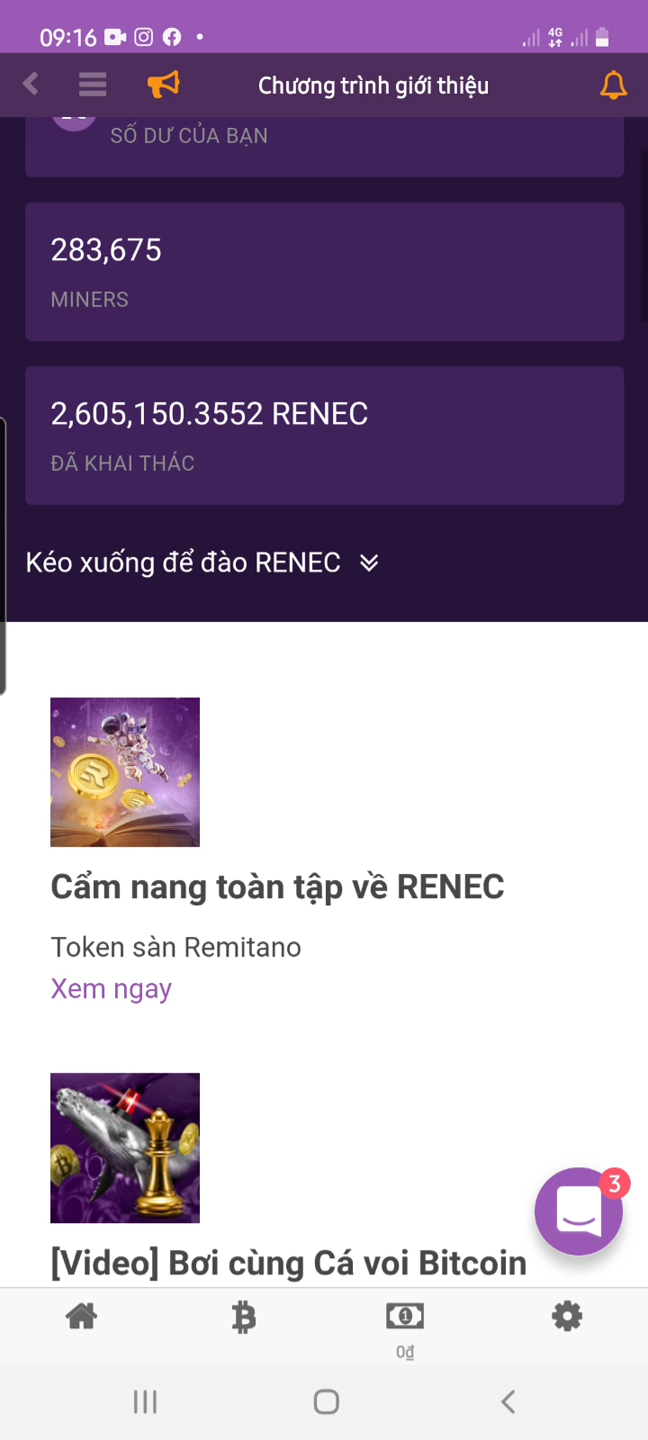 09:16
4G
Chương trình giới thiệu
SỐ DƯ CỦA BẠN
283,675
MINERS
2,605,150.3552 RENEC
ĐÃ KHAI THÁC
Kéo xuống để đào RENEC
Cẩm nang toàn tập về RENEC
Token sàn Remitano
Xem ngay
3
[Video] Bơi cùng Cá voi Bitcoin
0₫